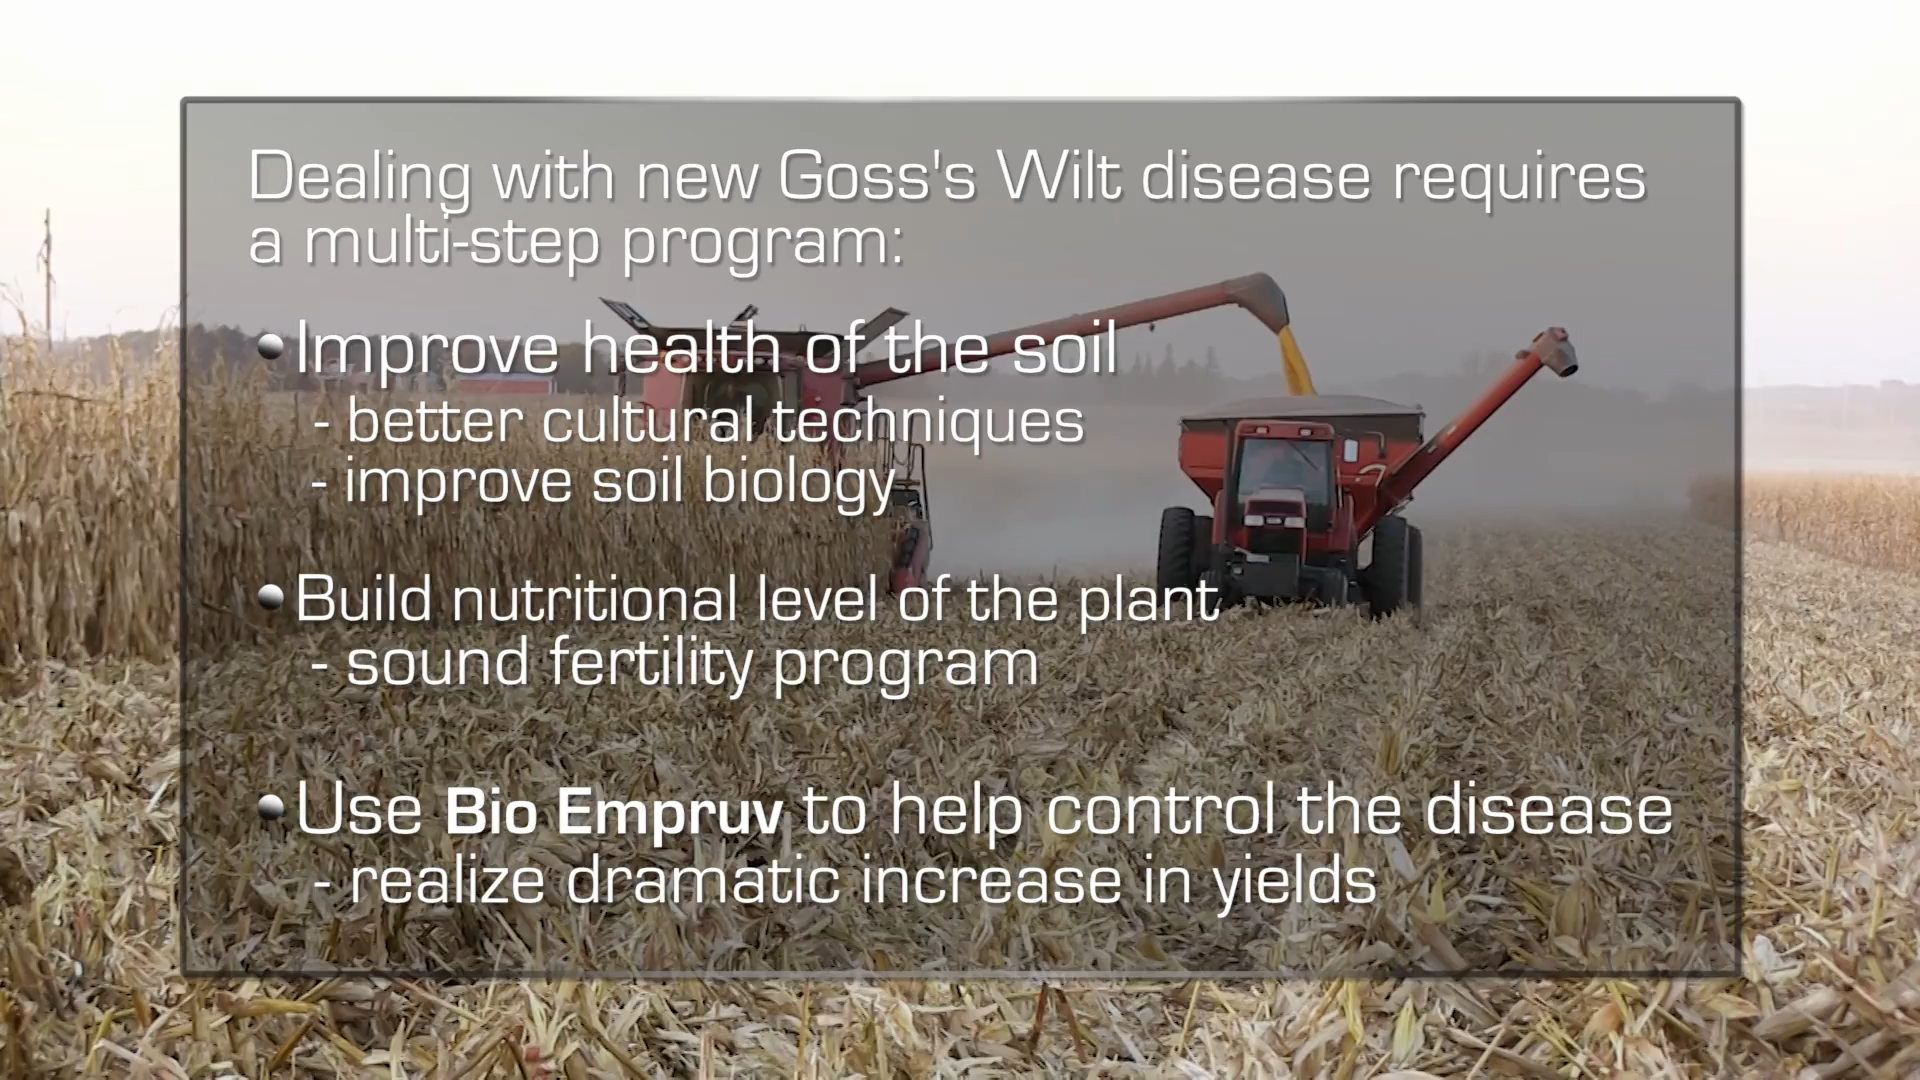 Dealing with new Goss's Wilt disease requires
a multi-step program:
• Improve health of the soil
- better cultural techniques
- improve soil biology
• Build nutritional level of the plant
- sound fertility program
• Use Bio Empruv to help control the disease
- realize dramatic increase in yields